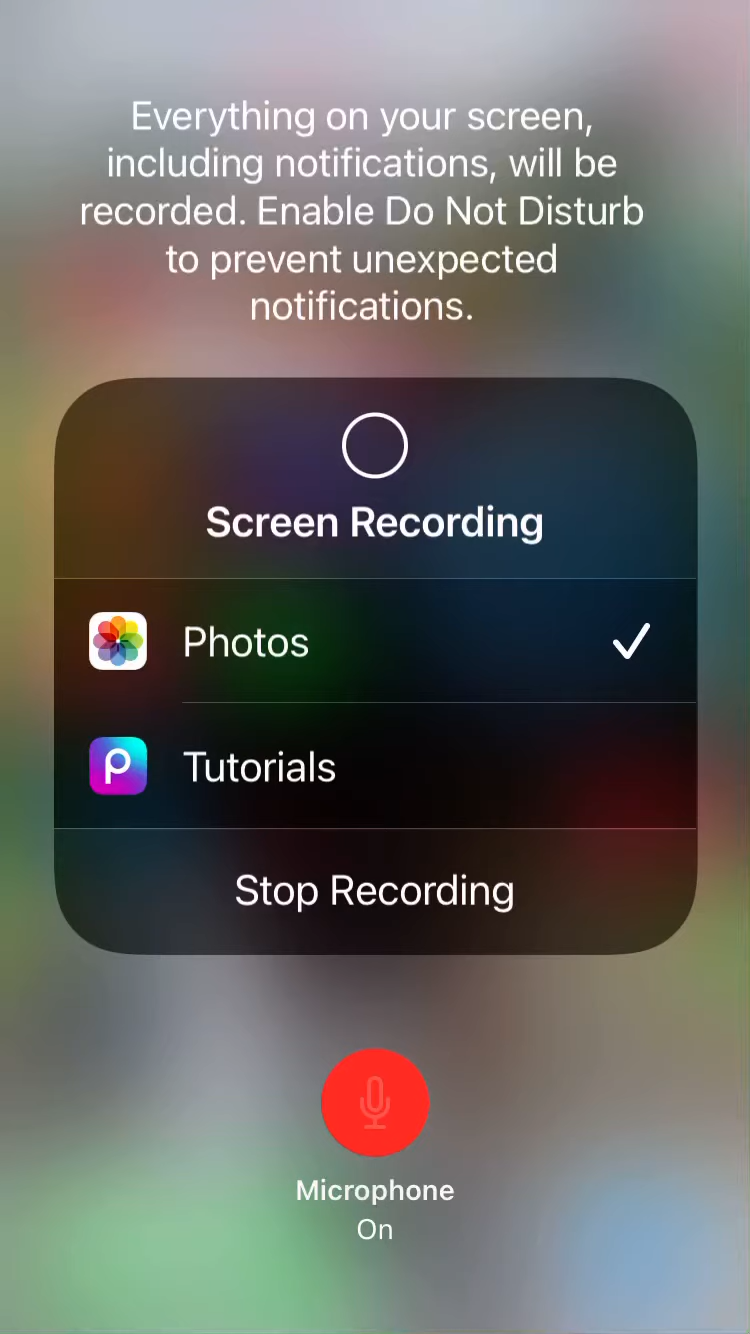 Everything on your screen,
including notifications, will be
recorded. Enable Do Not Disturb
to prevent unexpected
notifications.
Screen Recording
Photos
Tutorials
Stop Recording
Microphone
On